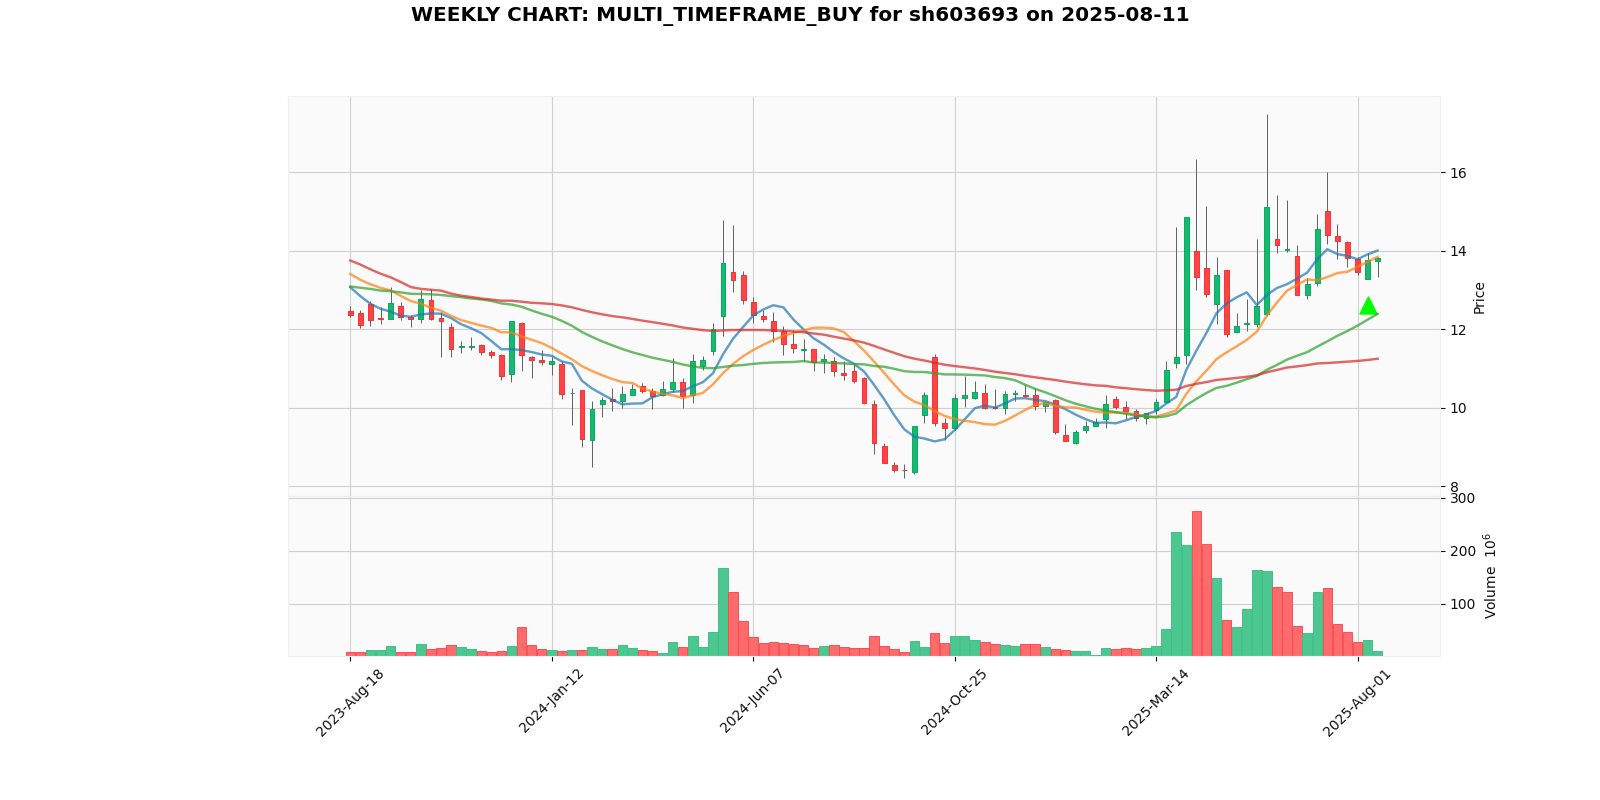 WEEKLY CHART: MULTI_TIMEFRAME_BUY for sh603693 on 2025-08-11
16
14
12
10
8
Price
300
200
100
Volume 10^6
2023-Aug-18
2024-Jan-12
2024-Jun-07
2024-Oct-25
2025-Mar-14
2025-Aug-01